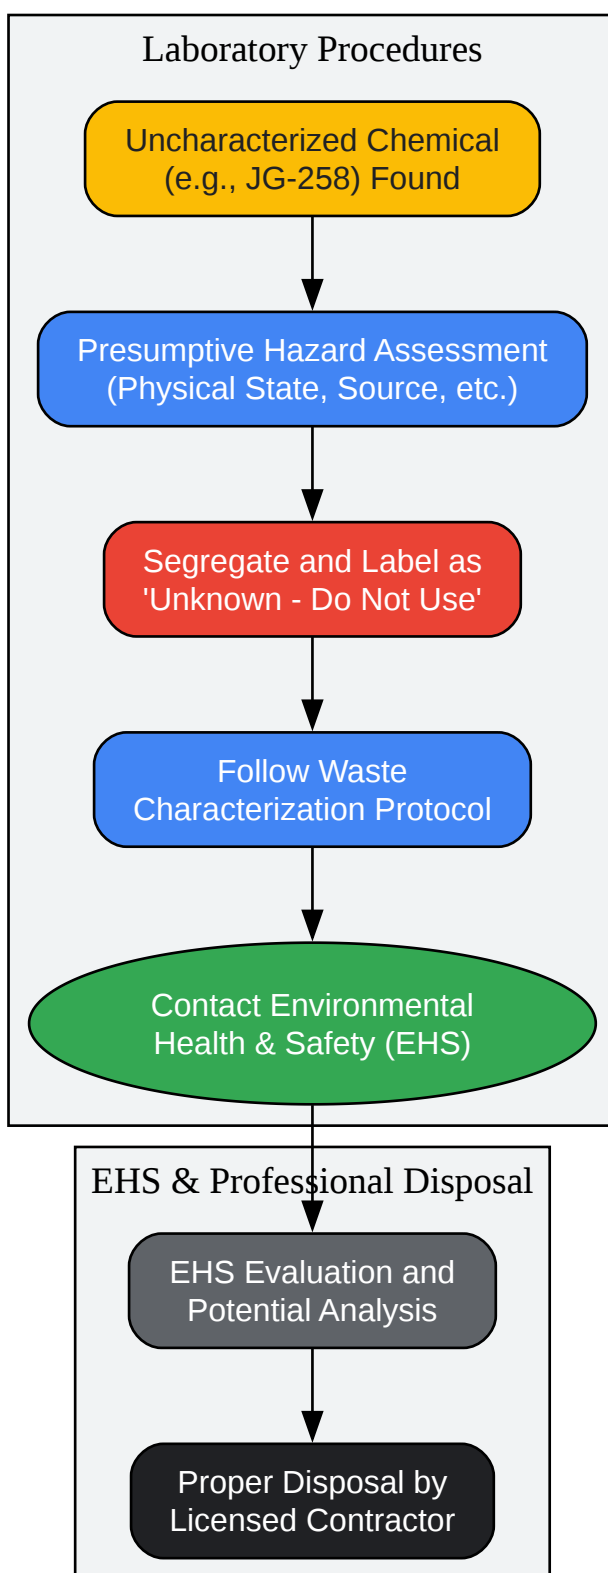 Laboratory Procedures
Uncharacterized Chemical
(e.g., JG-258) Found
Presumptive Hazard Assessment
(Physical State, Source, etc.)
Segregate and Label as
'Unknown - Do Not Use'
Follow Waste
Characterization Protocol
Contact Environmental
Health & Safety (EHS)
EHS & Professional Disposal
EHS Evaluation and
Potential Analysis
Proper Disposal by
Licensed Contractor